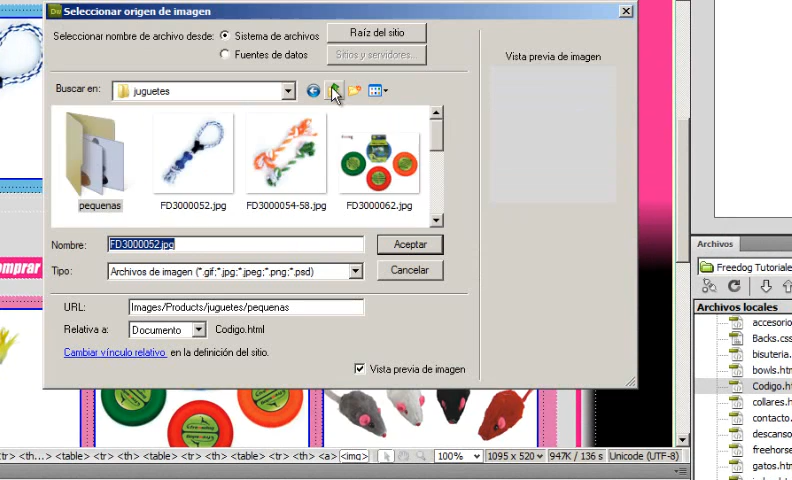 Seleccionar origen de imagen
Seleccionar nombre de archivo desde:
Sistema de archivos
Raíz del sitio
Fuentes de datos
Sitios y servidores...
Vista previa de imagen
Buscar en:
juguetes
pequenas
FD3000052.jpg
FD3000054-58.jpg
FD3000062.jpg
Nombre:
FD3000052.jpg
Aceptar
Tipo:
Archivos de imagen (*.gif;*.jpg;*.jpeg;*.png;*.psd)
Cancelar
URL:
Images/Products/juguetes/pequenas
Relativa a:
Documento
Codigo.html
Cambiar vínculo relativo en la definición del sitio.
Vista previa de imagen
omprar
Archivos
Freedog Tutoriale
Archivos locales
accesorio
Backs.css
bisuteria.
bowls.htm
Codigo.ht
collares.h
contacto.
descanso
freehorse
gatos.htm
<tr> <th...> <table> <tr> <th> <table> <tr> <th> <table> <tr> <th> <a> <img>
100%
1095 x 520
947K / 136 s
Unicode (UTF-8)